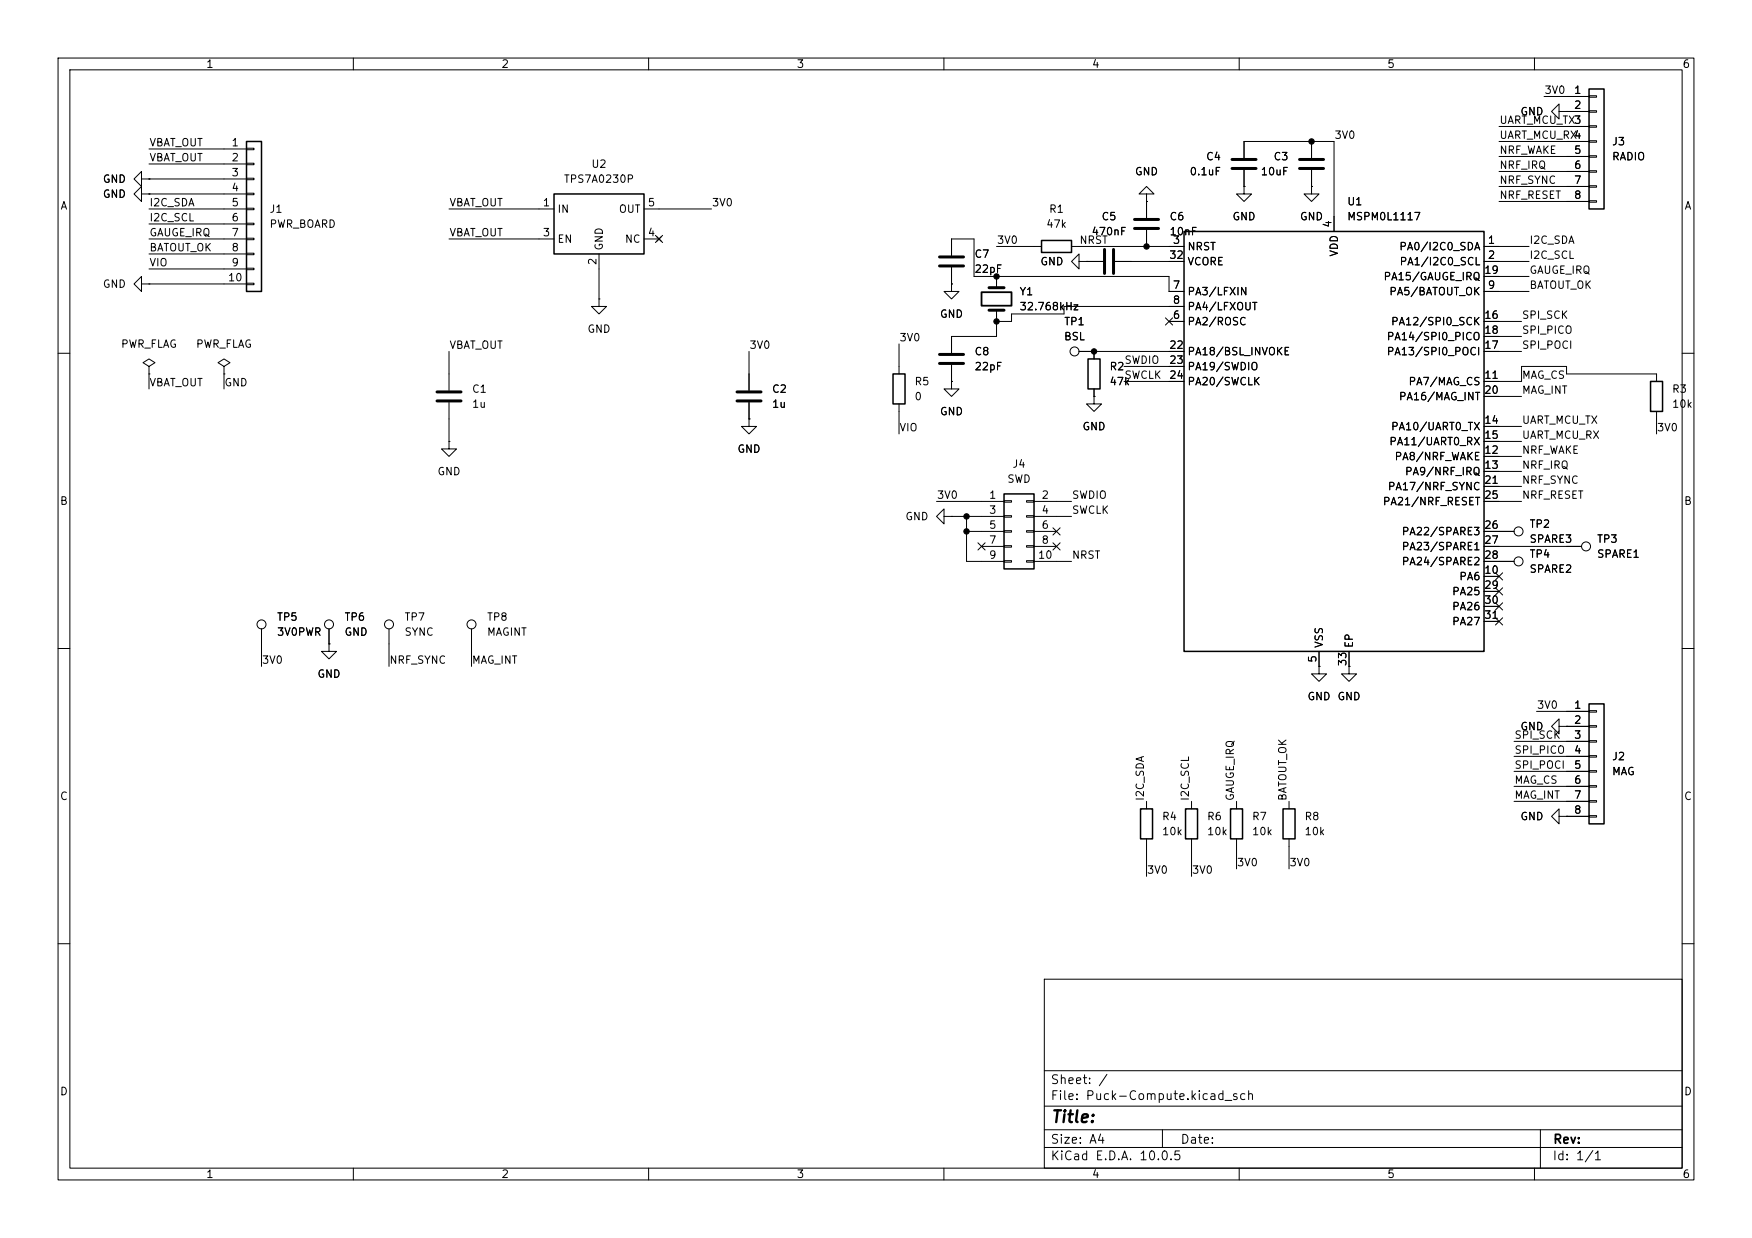 1 2 3 4 5 6
A
B
C
D
VBAT_OUT 1
VBAT_OUT 2
GND 3
GND 4
I2C_SDA 5
I2C_SCL 6
GAUGE_IRQ 7
BATOUT_OK 8
VIO 9
GND 10
J1
PWR_BOARD
PWR_FLAG
VBAT_OUT
PWR_FLAG
GND
U2
TPS7A0230P
VBAT_OUT 1 IN
VBAT_OUT 3 EN
OUT 5 3V0
NC 4
GND
2
GND
VBAT_OUT
C1
1u
GND
3V0
C2
1u
GND
3V0
R5
0
VIO
3V0
C4
0.1uF
GND
C3
10uF
GND
GND
C6
10nF
C5
470nF
R1
47k
3V0
NRST
GND
C7
22pF
GND
Y1
32.768kHz
C8
22pF
GND
TP1
BSL
R2
47k
GND
SWDIO
SWCLK
U1
MSPM0L1117
4
VDD
3 NRST
32 VCORE
7 PA3/LFXIN
8 PA4/LFXOUT
6 PA2/ROSC
22 PA18/BSL_INVOKE
23 PA19/SWDIO
24 PA20/SWCLK
PA0/I2C0_SDA 1 I2C_SDA
PA1/I2C0_SCL 2 I2C_SCL
PA15/GAUGE_IRQ 19 GAUGE_IRQ
PA5/BATOUT_OK 9 BATOUT_OK
PA12/SPI0_SCK 16 SPI_SCK
PA14/SPI0_PICO 18 SPI_PICO
PA13/SPI0_POCI 17 SPI_POCI
PA7/MAG_CS 11 MAG_CS
PA16/MAG_INT 20 MAG_INT
PA10/UART0_TX 14 UART_MCU_TX
PA11/UART0_RX 15 UART_MCU_RX
PA8/NRF_WAKE 12 NRF_WAKE
PA9/NRF_IRQ 13 NRF_IRQ
PA17/NRF_SYNC 21 NRF_SYNC
PA21/NRF_RESET 25 NRF_RESET
PA22/SPARE3 26
PA23/SPARE1 27
PA24/SPARE2 28
PA6 10
PA25 29
PA26 30
PA27 31
TP2
SPARE3
TP3
SPARE1
TP4
SPARE2
VSS EP
5 33
GND GND
R3
10k
3V0
3V0 1
GND 2
UART_MCU_TX 3
UART_MCU_RX 4
NRF_WAKE 5
NRF_IRQ 6
NRF_SYNC 7
NRF_RESET 8
J3
RADIO
J4
SWD
3V0 1 2 SWDIO
GND 3 4 SWCLK
5 6
7 8
9 10 NRST
TP5
3V0PWR
3V0
TP6
GND
GND
TP7
SYNC
NRF_SYNC
TP8
MAGINT
MAG_INT
I2C_SDA
R4
10k
3V0
I2C_SCL
R6
10k
3V0
GAUGE_IRQ
R7
10k
3V0
BATOUT_OK
R8
10k
3V0
3V0 1
GND 2
SPI_SCK 3
SPI_PICO 4
SPI_POCI 5
MAG_CS 6
MAG_INT 7
GND 8
J2
MAG
A
B
C
D
Sheet: /
File: Puck-Compute.kicad_sch
Title:
Size: A4 Date: Rev:
KiCad E.D.A. 10.0.5 Id: 1/1
1 2 3 4 5 6